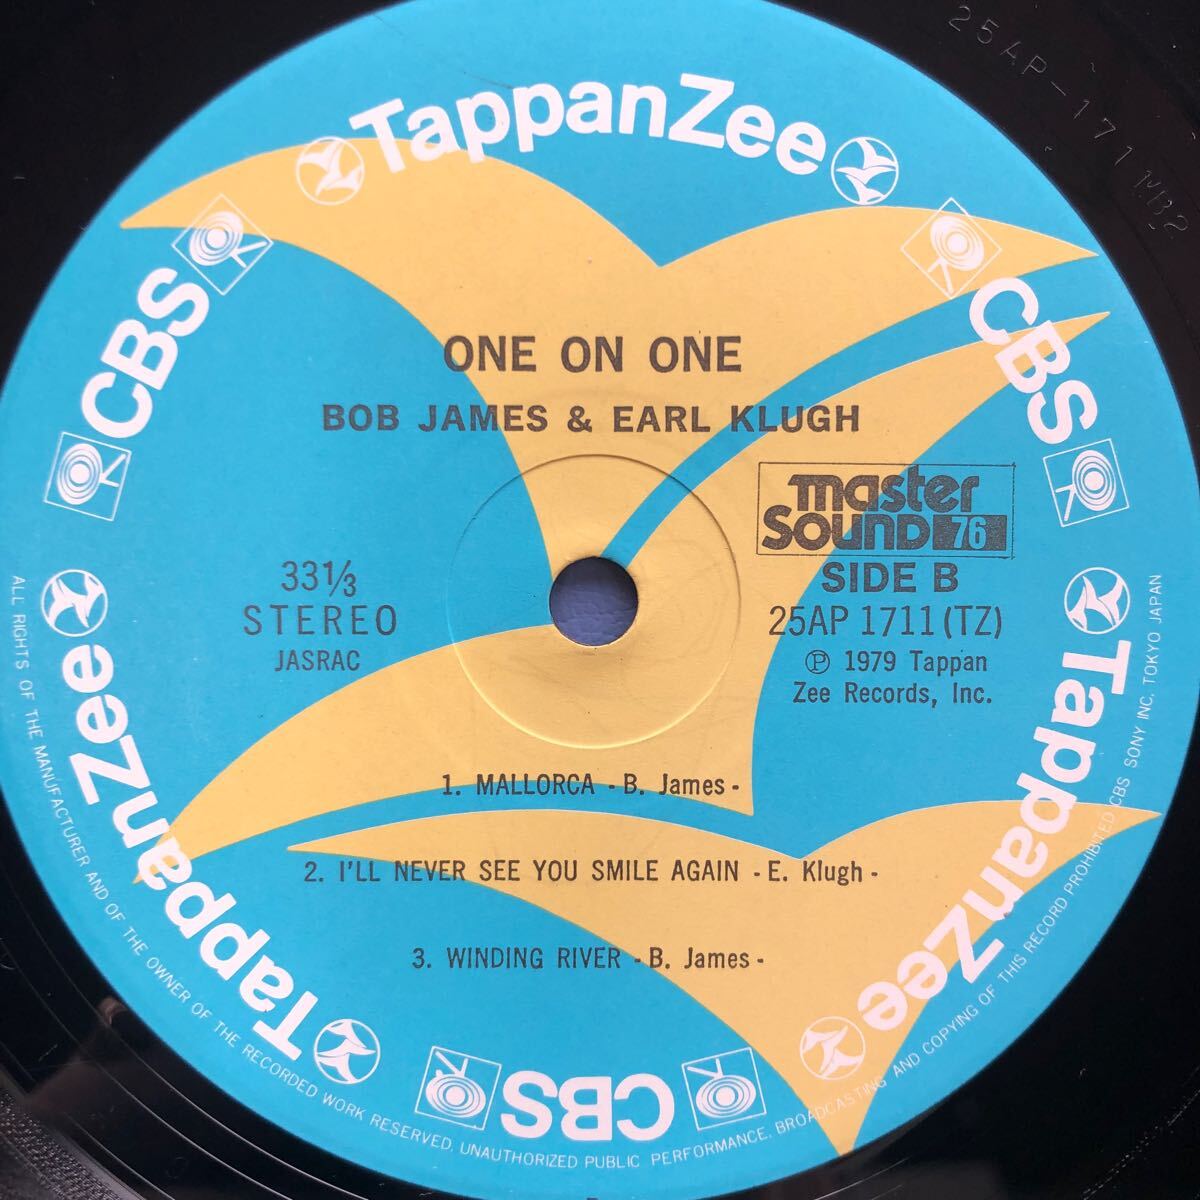 TappanZee
CBS
CBS
TappanZee
TappanZee
CBS
ONE ON ONE
BOB JAMES & EARL KLUGH
master
SOUND 76
SIDE B
25AP 1711(TZ)
Ⓟ 1979 Tappan
Zee Records, Inc.
33⅓
STEREO
JASRAC
1. MALLORCA - B. James -
2. I'LL NEVER SEE YOU SMILE AGAIN - E. Klugh -
3. WINDING RIVER - B. James -
ALL RIGHTS OF THE MANUFACTURER AND OF THE OWNER OF THE RECORDED WORK RESERVED, UNAUTHORIZED PUBLIC PERFORMANCE, BROADCASTING AND COPYING OF THIS RECORD PROHIBITED CBS SONY INC. TOKYO JAPAN